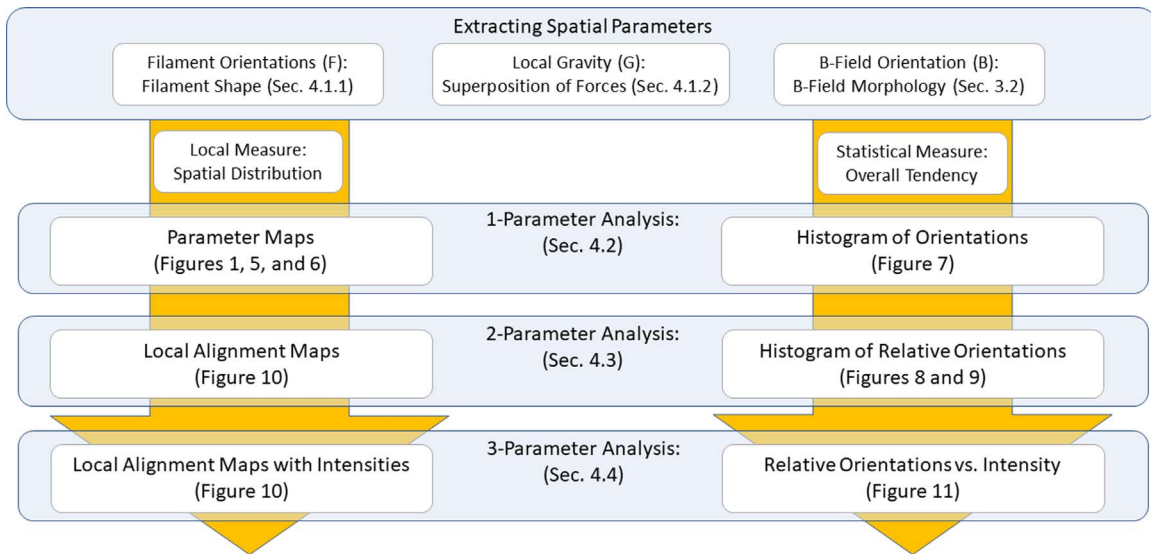 Extracting Spatial Parameters
Filament Orientations (F):
Filament Shape (Sec. 4.1.1)
Local Gravity (G):
Superposition of Forces (Sec. 4.1.2)
B-Field Orientation (B):
B-Field Morphology (Sec. 3.2)
Local Measure:
Spatial Distribution
Statistical Measure:
Overall Tendency
1-Parameter Analysis:
(Sec. 4.2)
Parameter Maps
(Figures 1, 5, and 6)
Histogram of Orientations
(Figure 7)
2-Parameter Analysis:
(Sec. 4.3)
Local Alignment Maps
(Figure 10)
Histogram of Relative Orientations
(Figures 8 and 9)
3-Parameter Analysis:
(Sec. 4.4)
Local Alignment Maps with Intensities
(Figure 10)
Relative Orientations vs. Intensity
(Figure 11)